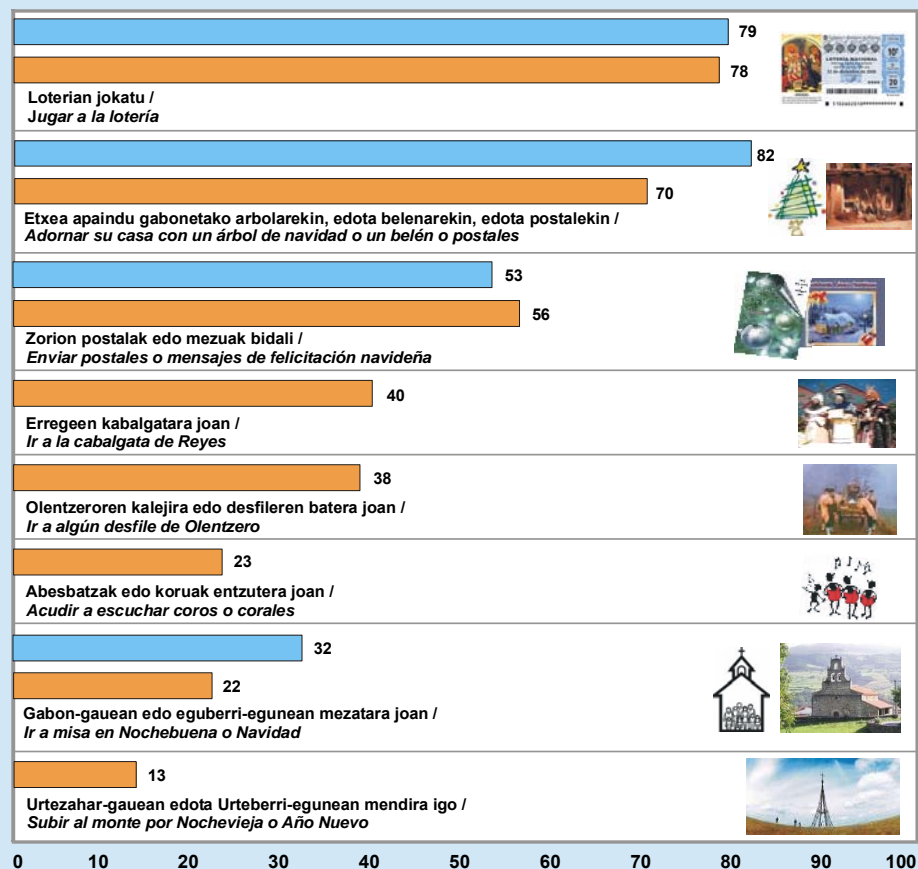 79
78
Loterian jokatu /
Jugar a la lotería
LOTERIA NACIONAL
82
70
Etxea apaindu gabonetako arbolarekin, edota belenarekin, edota postalekin /
Adornar su casa con un árbol de navidad o un belén o postales
53
56
Zorion postalak edo mezuak bidali /
Enviar postales o mensajes de felicitación navideña
40
Erregeen kabalgatara joan /
Ir a la cabalgata de Reyes
38
Olentzeroren kalejira edo desfileren batera joan /
Ir a algún desfile de Olentzero
23
Abesbatzak edo koruak entzutera joan /
Acudir a escuchar coros o corales
32
22
Gabon-gauean edo eguberri-egunean mezatara joan /
Ir a misa en Nochebuena o Navidad
13
Urtezahar-gauean edota Urteberri-egunean mendira igo /
Subir al monte por Nochevieja o Año Nuevo
0 10 20 30 40 50 60 70 80 90 100